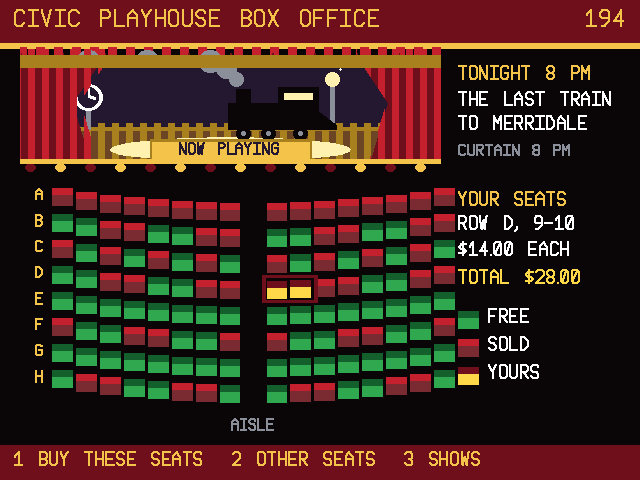 CIVIC PLAYHOUSE BOX OFFICE 194
TONIGHT 8 PM
THE LAST TRAIN
TO MERRIDALE
CURTAIN 8 PM
NOW PLAYING
A
B
C
D
E
F
G
H
YOUR SEATS
ROW D, 9-10
$14.00 EACH
TOTAL $28.00
FREE
SOLD
YOURS
AISLE
1 BUY THESE SEATS 2 OTHER SEATS 3 SHOWS